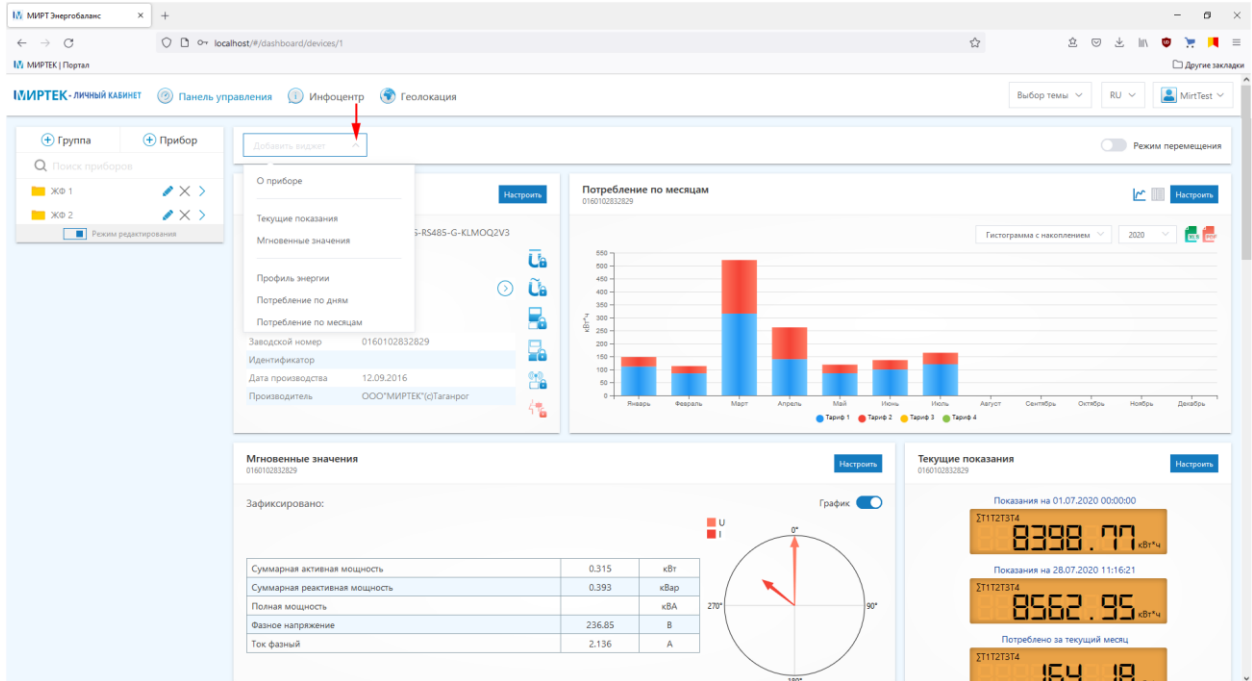 МИРТ Энергобаланс
localhost/#/dashboard/devices/1
МИРТЕК | Портал
Другие закладки
МИРТЕК - ЛИЧНЫЙ КАБИНЕТ
Панель управления
Инфоцентр
Геолокация
Выбор темы
RU
MirtTest
Группа
Прибор
Поиск приборов
ЖФ 1
ЖФ 2
Режим редактирования
Добавить виджет
Режим перемещения
О приборе
Текущие показания
Мгновенные значения
Профиль энергии
Потребление по дням
Потребление по месяцам
Настроить
-RS485-G-KLMOQ2V3
Заводской номер 0160102832829
Идентификатор
Дата производства 12.09.2016
Производитель ООО"МИРТЕК"(с)Таганрог
Потребление по месяцам
0160102832829
Настроить
Гистограмма с накоплением
2020
кВт*ч
550
500
450
400
350
300
250
200
150
100
50
0
Январь Февраль Март Апрель Май Июнь Июль Август Сентябрь Октябрь Ноябрь Декабрь
Тариф 1 Тариф 2 Тариф 3 Тариф 4
Мгновенные значения
0160102832829
Настроить
Зафиксировано:
График
U
I
0°
90°
270°
180°
Суммарная активная мощность 0.315 кВт
Суммарная реактивная мощность 0.393 кВар
Полная мощность кВА
Фазное напряжение 236.85 В
Ток фазный 2.136 А
Текущие показания
0160102832829
Настроить
Показания на 01.07.2020 00:00:00
∑T1T2T3T4
8398.77 кВт*ч
Показания на 28.07.2020 11:16:21
∑T1T2T3T4
8562.95 кВт*ч
Потреблено за текущий месяц
∑T1T2T3T4
164.18